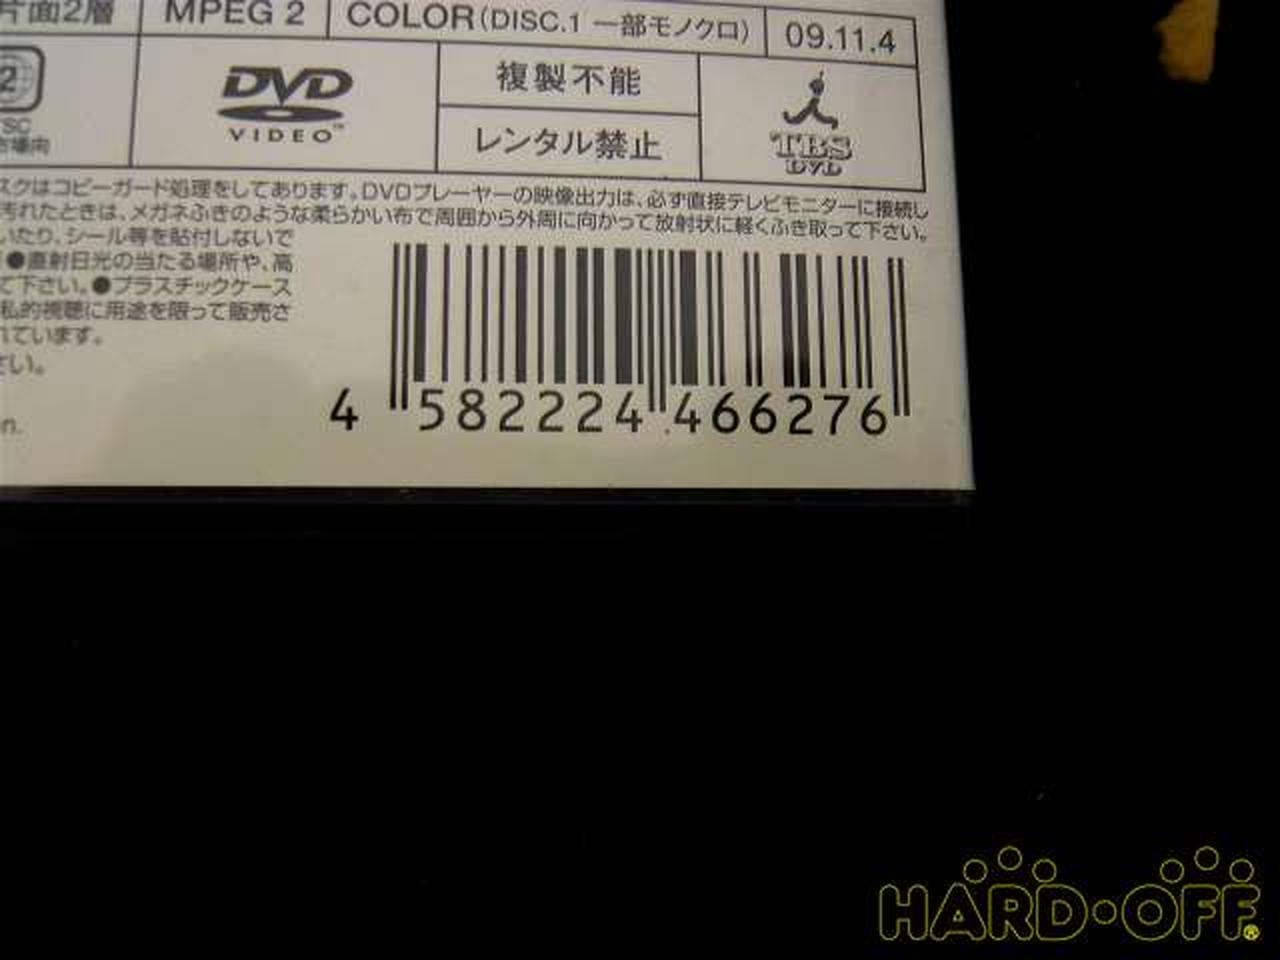 片面2層 MPEG 2 COLOR(DISC.1 一部モノクロ) 09.11.4
2 DVD VIDEO™ 複製不能
レンタル禁止
TBS DVD
スクはコピーガード処理をしてあります。DVDプレーヤーの映像出力は、必ず直接テレビモニターに接続し
汚れたときは、メガネふきのような柔らかい布で周囲から外周に向かって放射状に軽くふき取って下さい。
いたり、シール等を貼付しないで
●直射日光の当たる場所や、高
て下さい。●プラスチックケース
私的視聴に用途を限って販売さ
れています。
さい。
n.
4 582224 466276
HARD・OFF®